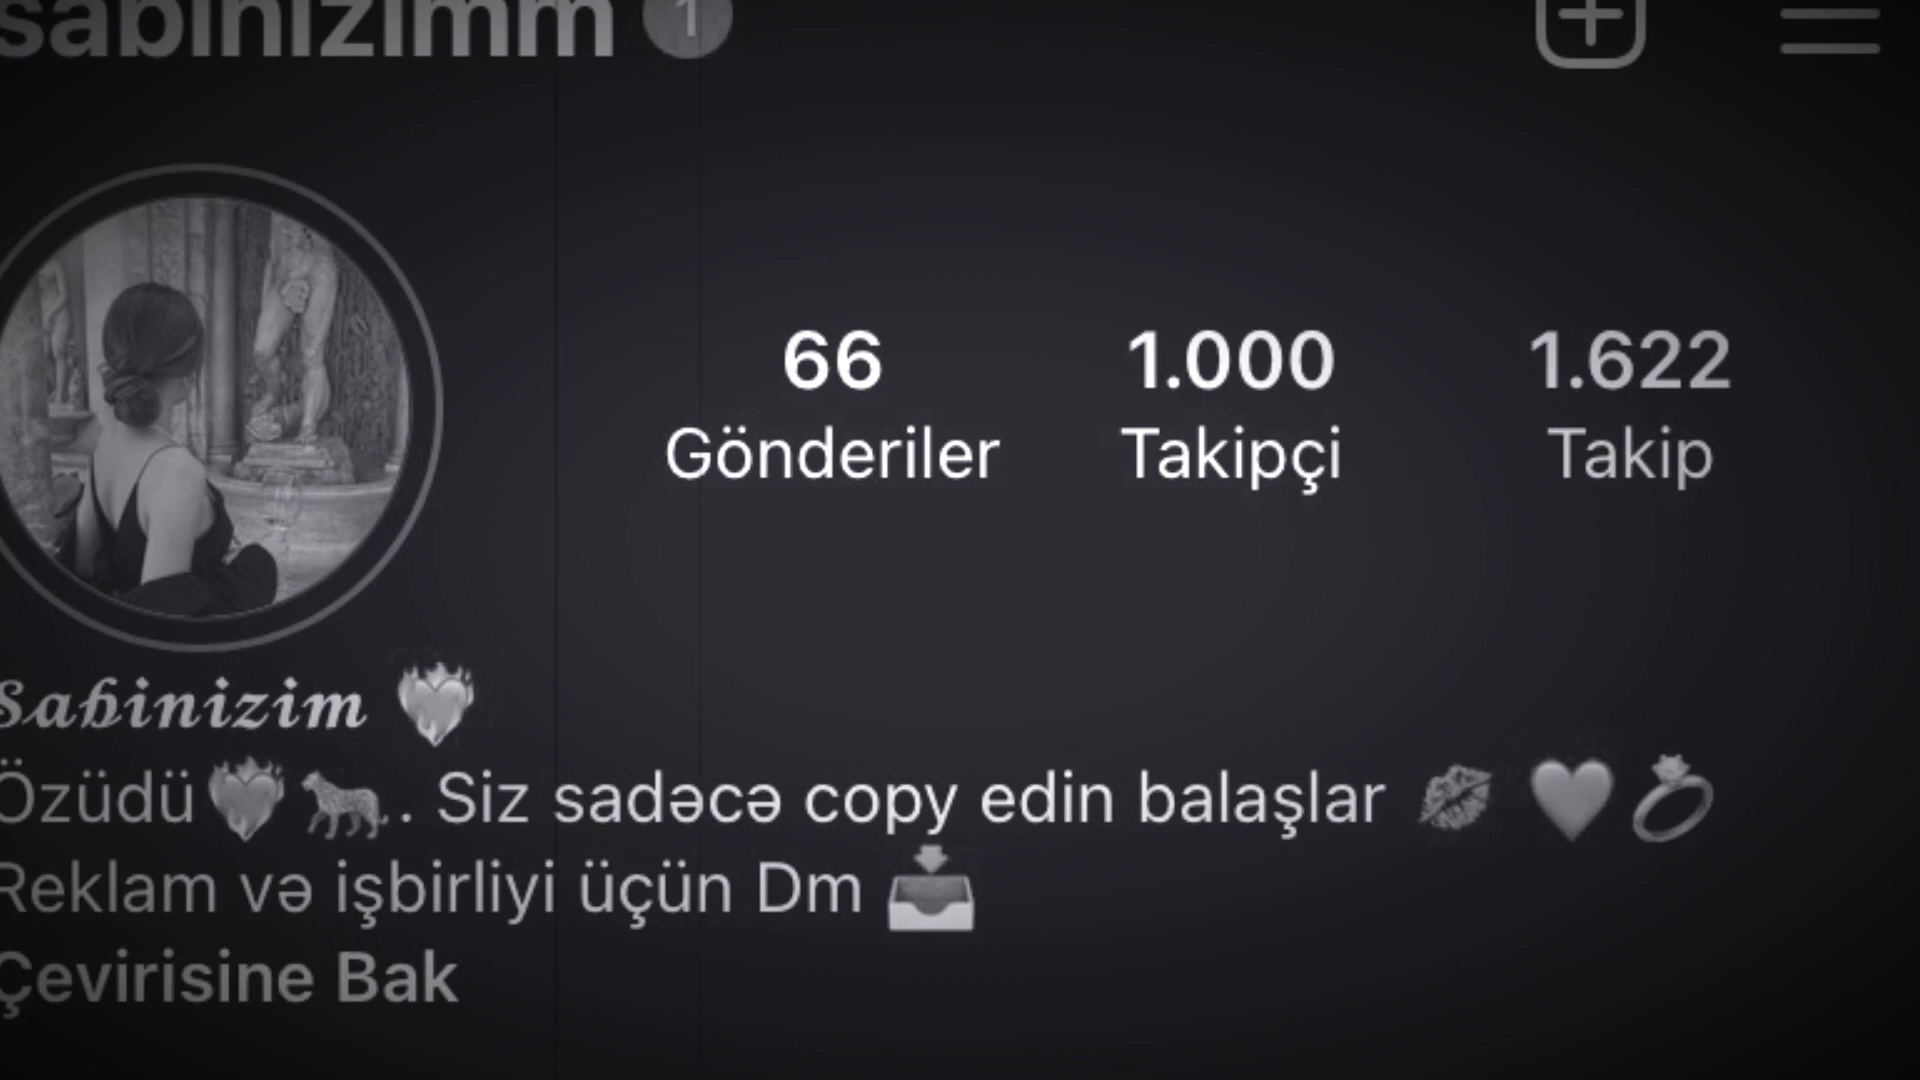 sabinizimm 1
66 1.000 1.622
Gönderiler Takipçi Takip
Sabinizim ❤️‍🔥
Özüdü❤️‍🔥🐆. Siz sadəcə copy edin balaşlar 💋 🤍💍
Reklam və işbirliyi üçün Dm 📥
Çevirisine Bak